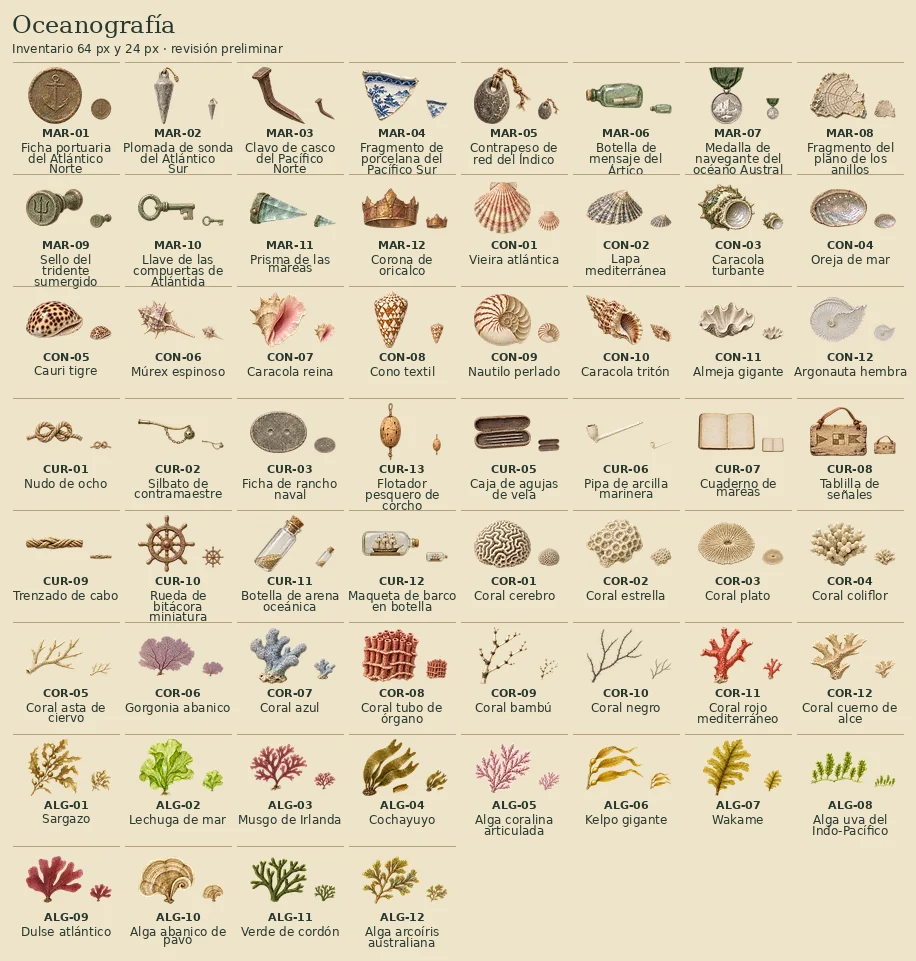 Oceanografía
Inventario 64 px y 24 px · revisión preliminar
MAR-01
Ficha portuaria
del Atlántico
Norte
MAR-02
Plomada de sonda
del Atlántico
Sur
MAR-03
Clavo de casco
del Pacífico
Norte
MAR-04
Fragmento de
porcelana del
Pacífico Sur
MAR-05
Contrapeso de
red del Índico
MAR-06
Botella de
mensaje del
Ártico
MAR-07
Medalla de
navegante del
océano Austral
MAR-08
Fragmento del
plano de los
anillos
MAR-09
Sello del
tridente
sumergido
MAR-10
Llave de las
compuertas de
Atlántida
MAR-11
Prisma de las
mareas
MAR-12
Corona de
oricalco
CON-01
Vieira atlántica
CON-02
Lapa
mediterránea
CON-03
Caracola
turbante
CON-04
Oreja de mar
CON-05
Cauri tigre
CON-06
Múrex espinoso
CON-07
Caracola reina
CON-08
Cono textil
CON-09
Nautilo perlado
CON-10
Caracola tritón
CON-11
Almeja gigante
CON-12
Argonauta hembra
CUR-01
Nudo de ocho
CUR-02
Silbato de
contramaestre
CUR-03
Ficha de rancho
naval
CUR-13
Flotador
pesquero de
corcho
CUR-05
Caja de agujas
de vela
CUR-06
Pipa de arcilla
marinera
CUR-07
Cuaderno de
mareas
CUR-08
Tablilla de
señales
CUR-09
Trenzado de cabo
CUR-10
Rueda de
bitácora
miniatura
CUR-11
Botella de arena
oceánica
CUR-12
Maqueta de barco
en botella
COR-01
Coral cerebro
COR-02
Coral estrella
COR-03
Coral plato
COR-04
Coral coliflor
COR-05
Coral asta de
ciervo
COR-06
Gorgonia abanico
COR-07
Coral azul
COR-08
Coral tubo de
órgano
COR-09
Coral bambú
COR-10
Coral negro
COR-11
Coral rojo
mediterráneo
COR-12
Coral cuerno de
alce
ALG-01
Sargazo
ALG-02
Lechuga de mar
ALG-03
Musgo de Irlanda
ALG-04
Cochayuyo
ALG-05
Alga coralina
articulada
ALG-06
Kelpo gigante
ALG-07
Wakame
ALG-08
Alga uva del
Indo-Pacífico
ALG-09
Dulse atlántico
ALG-10
Alga abanico de
pavo
ALG-11
Verde de cordón
ALG-12
Alga arcoíris
australiana